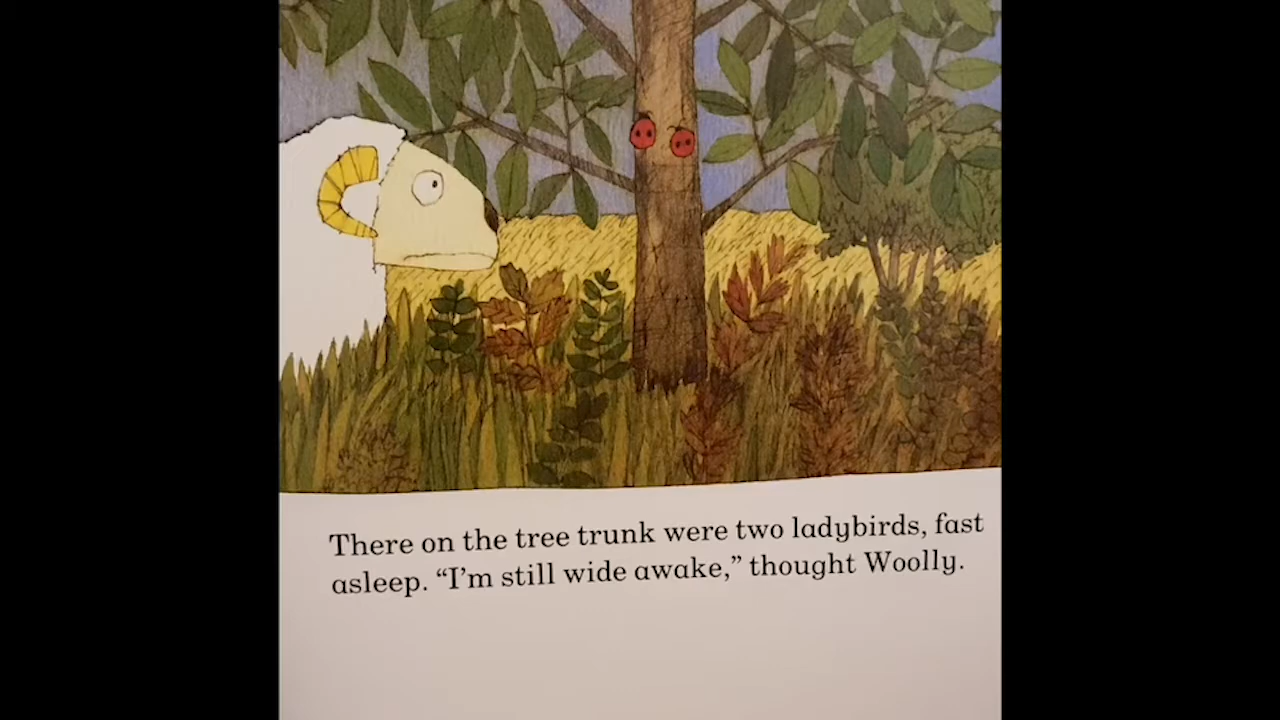 There on the tree trunk were two ladybirds, fast
asleep. “I’m still wide awake,” thought Woolly.